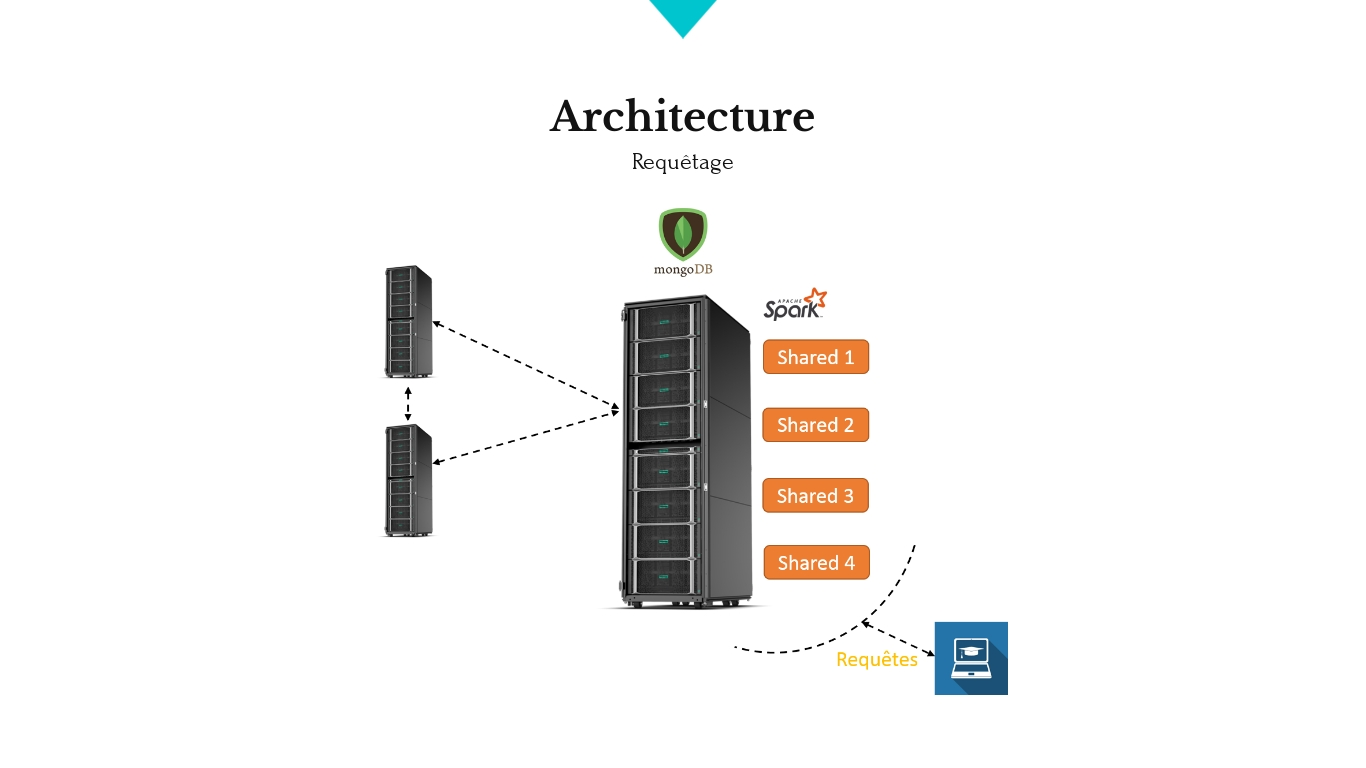 Architecture
Requêtage
mongoDB
APACHE
Spark
Shared 1
Shared 2
Shared 3
Shared 4
Requêtes